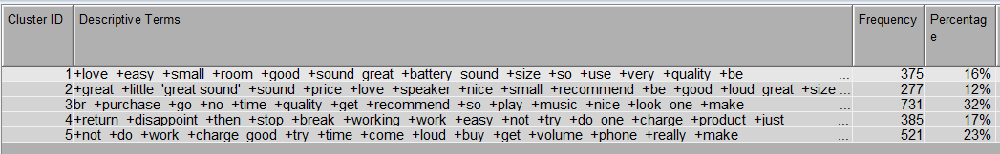 Cluster ID Descriptive Terms Frequency Percentag
e
1 +love +easy +small +room +good +sound great +battery sound +size +so +use +very +quality +be ... 375 16%
2 +great +little 'great sound' +sound +price +love +speaker +nice +small +recommend +be +good +loud great +size ... 277 12%
3 br +purchase +go +no +time +quality +get +recommend +so +play +music +nice +look one +make ... 731 32%
4 +return +disappoint +then +stop +break +working +work +easy +not +try +do one +charge +product +just ... 385 17%
5 +not +do +work +charge good +try +time +come +loud +buy +get +volume +phone +really +make ... 521 23%